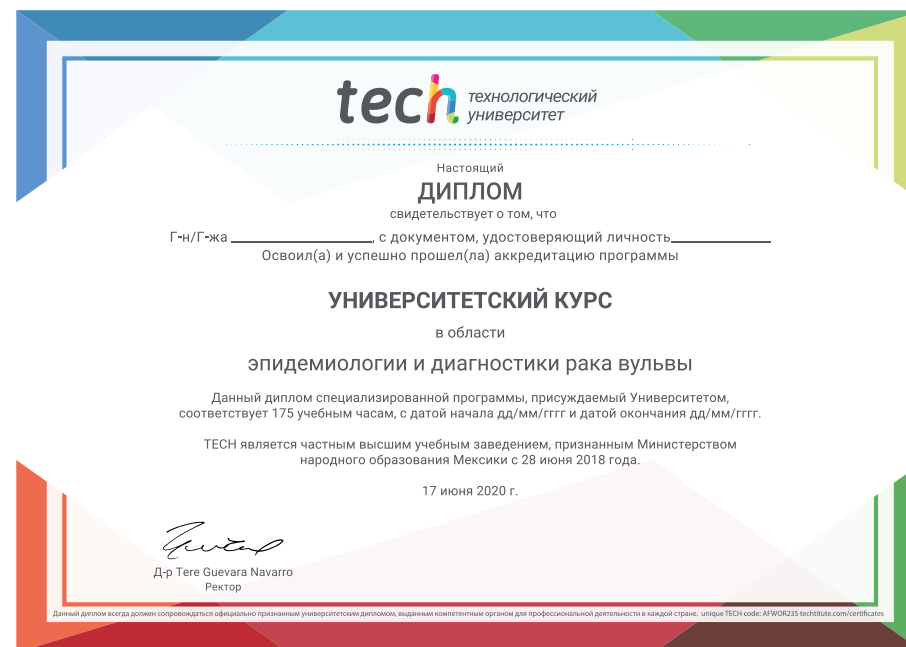 tech технологический
университет
Настоящий
ДИПЛОМ
свидетельствует о том, что
Г-н/Г-жа ____________, с документом, удостоверяющий личность____________
Освоил(а) и успешно прошел(ла) аккредитацию программы
УНИВЕРСИТЕТСКИЙ КУРС
в области
эпидемиологии и диагностики рака вульвы
Данный диплом специализированной программы, присуждаемый Университетом,
соответствует 175 учебным часам, с датой начала дд/мм/гггг и датой окончания дд/мм/гггг.
TECH является частным высшим учебным заведением, признанным Министерством
народного образования Мексики с 28 июня 2018 года.
17 июня 2020 г.
Д-р Tere Guevara Navarro
Ректор
Данный диплом всегда должен сопровождаться официально признанным университетским дипломом, выданным компетентным органом для профессиональной деятельности в каждой стране. unique TECH code: AFWOR23S techtitute.com/certificates